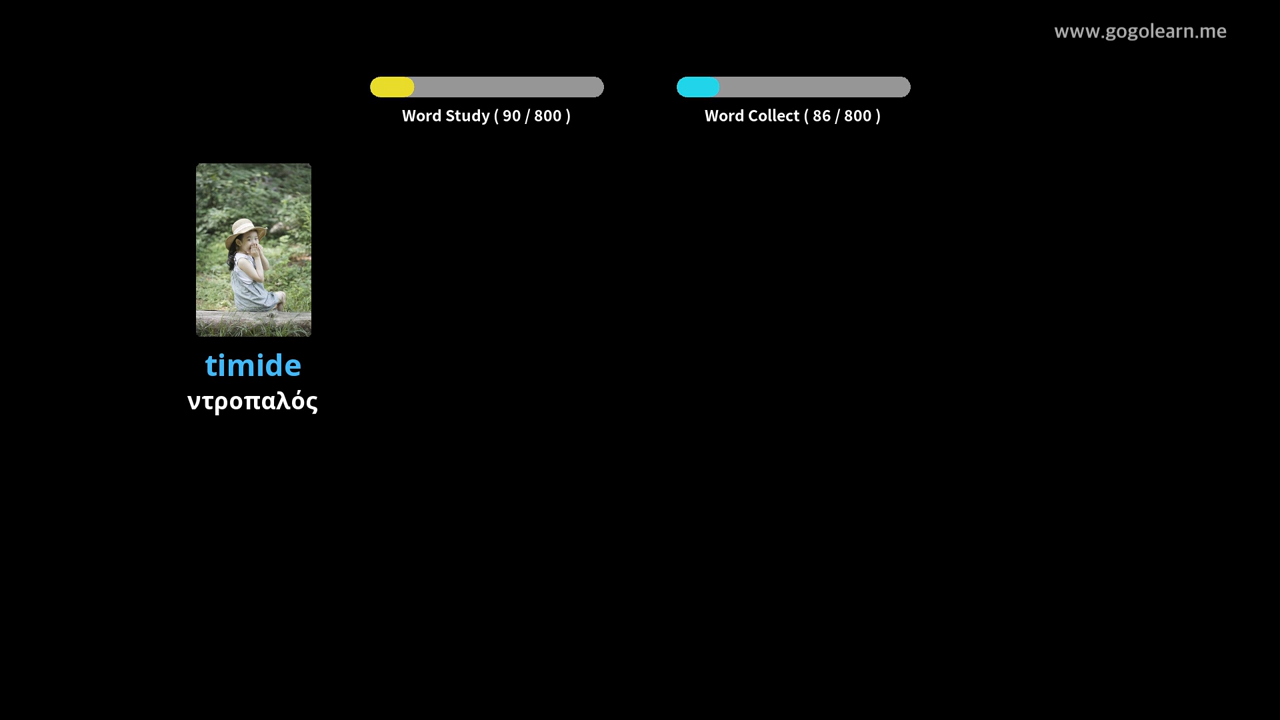 www.gogolearn.me
Word Study ( 90 / 800 )
Word Collect ( 86 / 800 )
timide
ντροπαλός